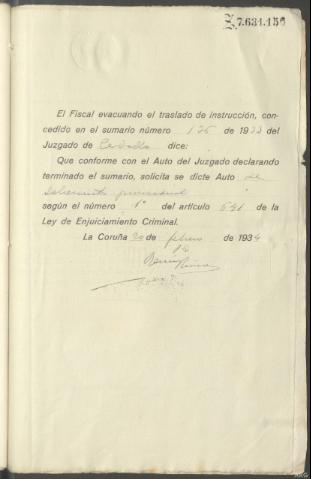 7.631.156
El Fiscal evacuando el traslado de instrucción, con-
cedido en el sumario número 126 de 1933 del
Juzgado de dice:
Que conforme con el Auto del Juzgado declarando
terminado el sumario, solicita se dicte Auto de
provisional
según el número 1º del artículo 641 de la
Ley de Enjuiciamiento Criminal.
La Coruña 20 de febrero de 1934